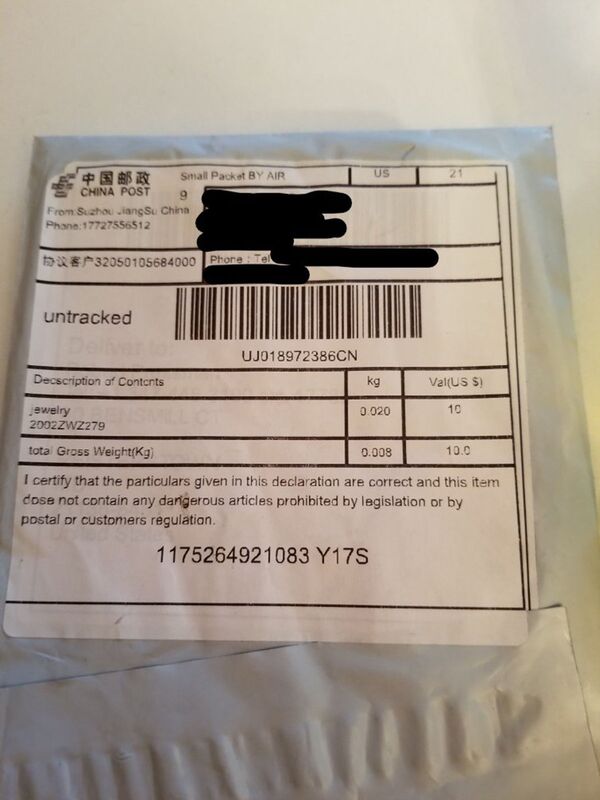 中国邮政 Small Packet BY AIR US 21
CHINA POST 9
From:Suzhou JiangSu China
Phone:17727556512
协议客户32050105684000 Phone : Tel
untracked
UJ018972386CN
Decscription of Contents kg Val(US $)
jewelry 0.020 10
2002ZWZ279
total Gross Weight(Kg) 0.008 10.0
I certify that the particulars given in this declaration are correct and this item
dose not contain any dangerous articles prohibited by legislation or by
postal or customs regulation.
1175264921083 Y17S